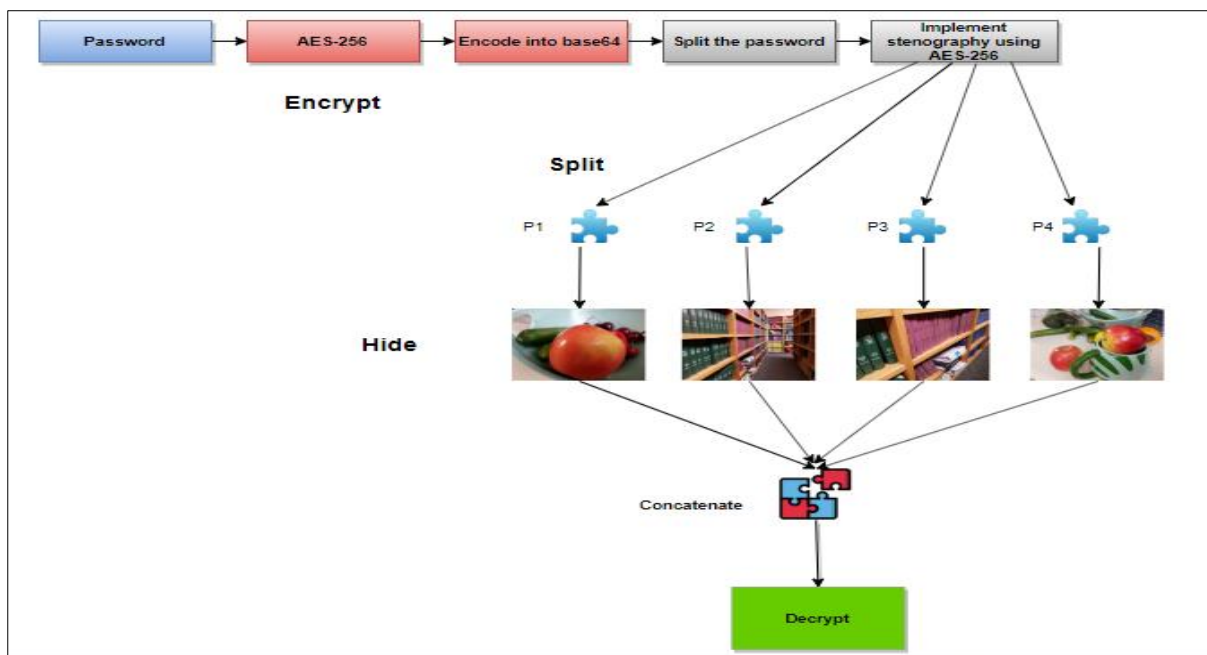 Password
AES-256
Encode into base64
Split the password
Implement
stenography using
AES-256
Encrypt
Split
P1
P2
P3
P4
Hide
Concatenate
Decrypt